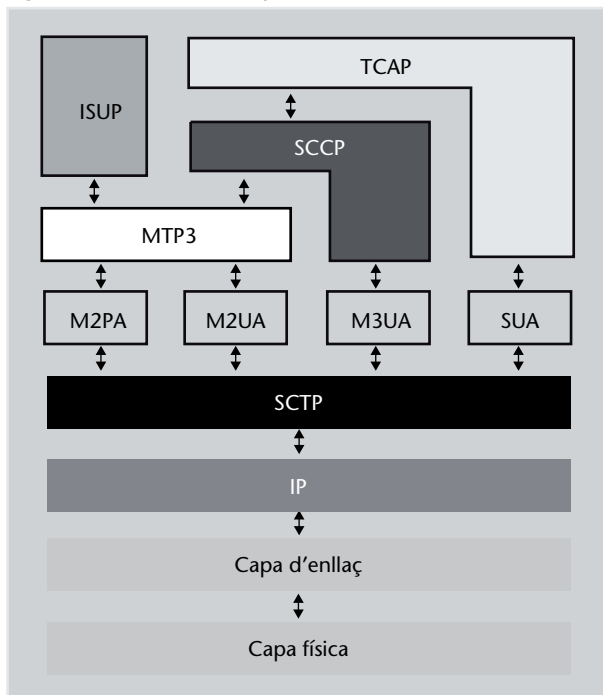 TCAP
ISUP
SCCP
MTP3
M2PA
M2UA
M3UA
SUA
SCTP
IP
Capa d'enllaç
Capa física